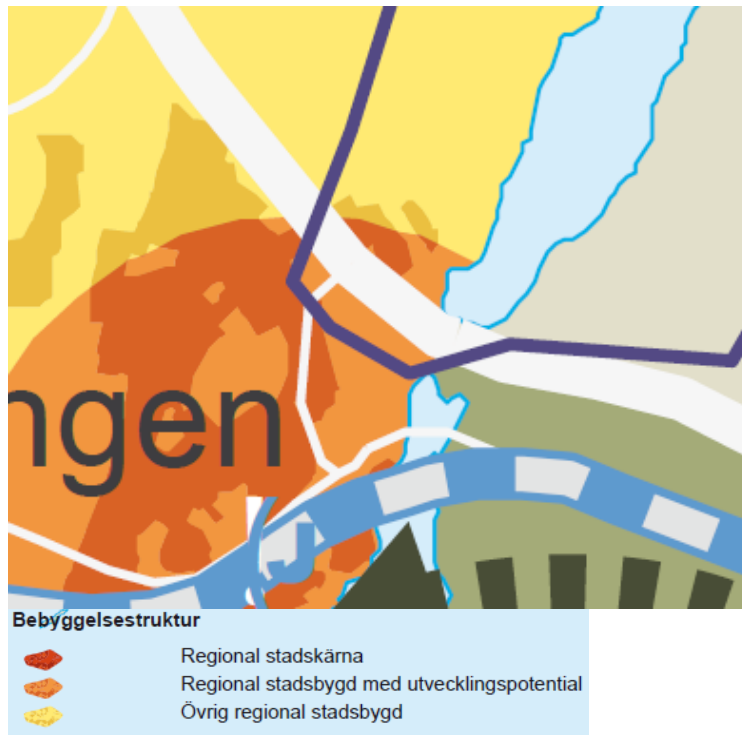 ngen
Bebyggelsestruktur
Regional stadskärna
Regional stadsbygd med utvecklingspotential
Övrig regional stadsbygd